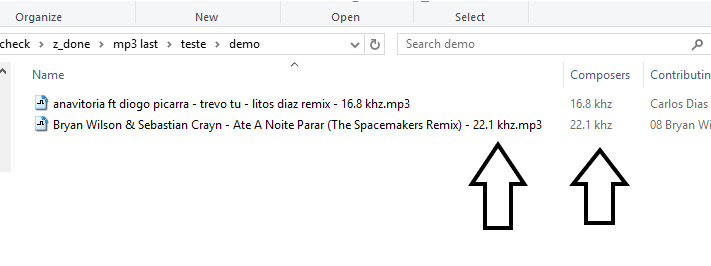 Organize New Open Select
check > z_done > mp3 last > teste > demo Search demo
Name Composers Contributing
anavitoria ft diogo picarra - trevo tu - litos diaz remix - 16.8 khz.mp3 16.8 khz Carlos Dias
Bryan Wilson & Sebastian Crayn - Ate A Noite Parar (The Spacemakers Remix) - 22.1 khz.mp3 22.1 khz 08 Bryan Wi